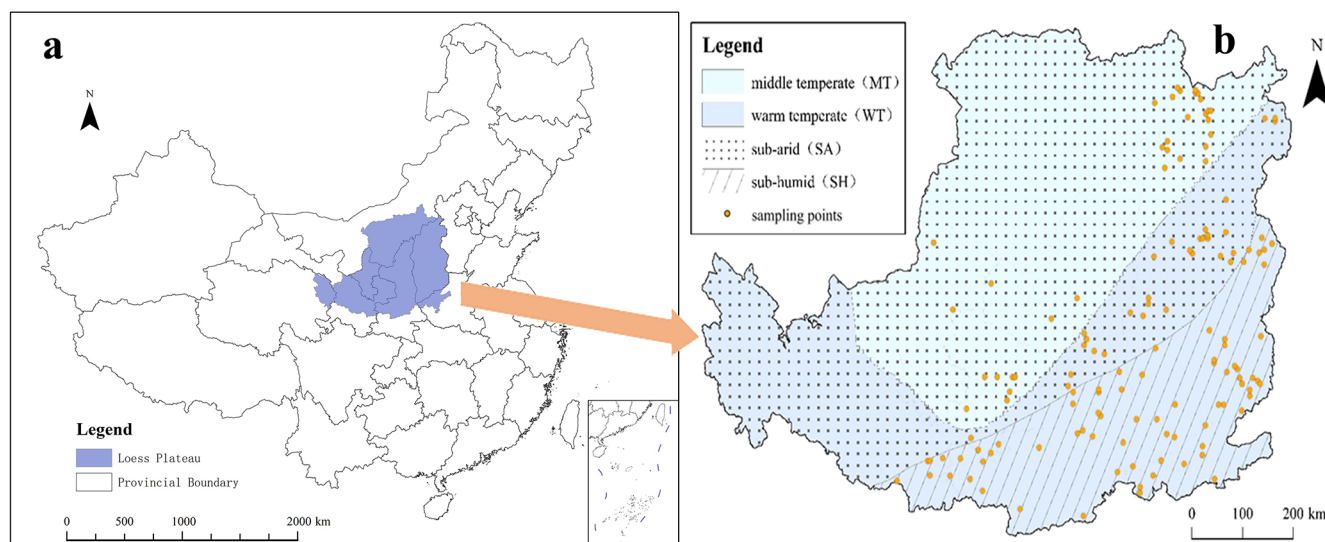 a
N
Legend
Loess Plateau
Provincial Boundary
0 500 1000 2000 km
Legend
middle temperate（MT）
warm temperate（WT）
sub-arid（SA）
sub-humid（SH）
sampling points
b
N
0 100 200 km